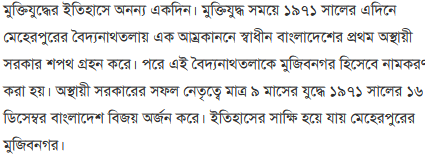 মুক্তিযুদ্ধের ইতিহাসে অনন্য একদিন। মুক্তিযুদ্ধ সময়ে ১৯৭১ সালের এদিনে
মেহেরপুরের বৈদ্যনাথতলায় এক আম্রকাননে স্বাধীন বাংলাদেশের প্রথম অস্থায়ী
সরকার শপথ গ্রহন করে। পরে এই বৈদ্যনাথতলাকে মুজিবনগর হিসেবে নামকরণ
করা হয়। অস্থায়ী সরকারের সফল নেতৃত্বে মাত্র ৯ মাসের যুদ্ধে ১৯৭১ সালের ১৬
ডিসেম্বর বাংলাদেশ বিজয় অর্জন করে। ইতিহাসের সাক্ষি হয়ে যায় মেহেরপুরের
মুজিবনগর।